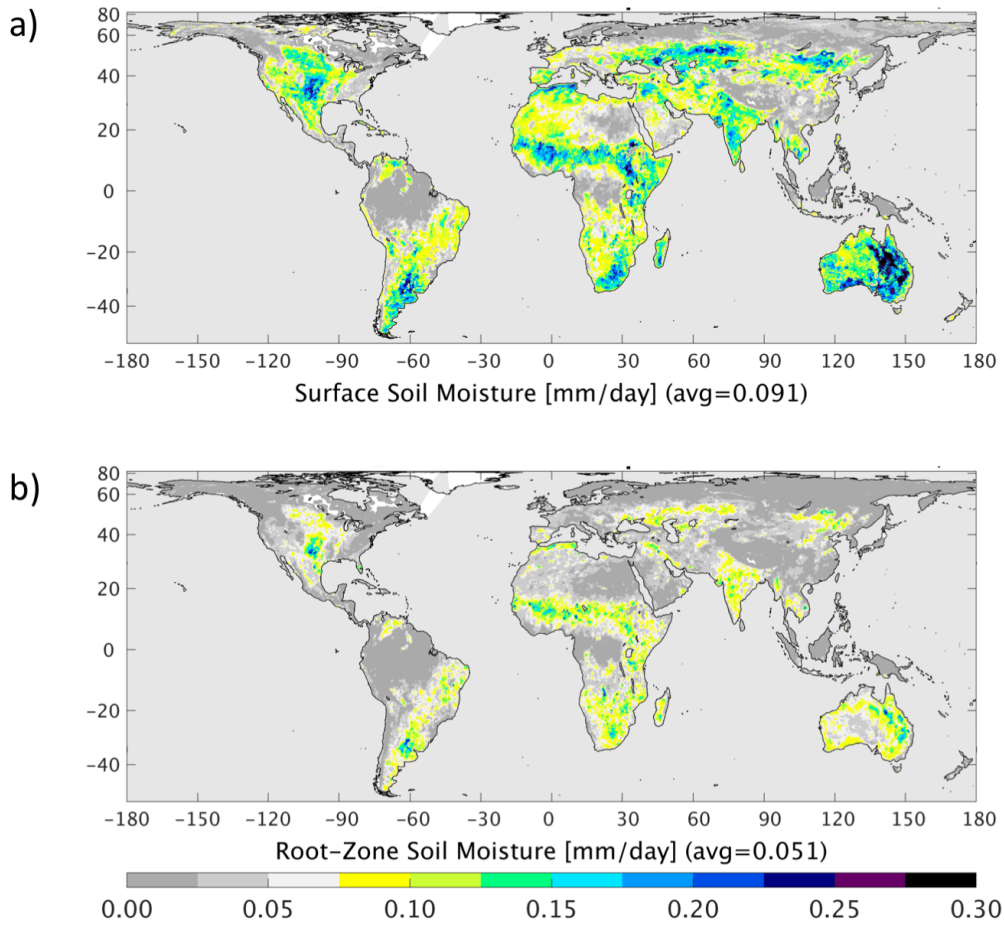 a)
80
60
40
20
0
−20
−40
−180 −150 −120 −90 −60 −30 0 30 60 90 120 150 180
Surface Soil Moisture [mm/day] (avg=0.091)
b)
80
60
40
20
0
−20
−40
−180 −150 −120 −90 −60 −30 0 30 60 90 120 150 180
Root−Zone Soil Moisture [mm/day] (avg=0.051)
0.00 0.05 0.10 0.15 0.20 0.25 0.30